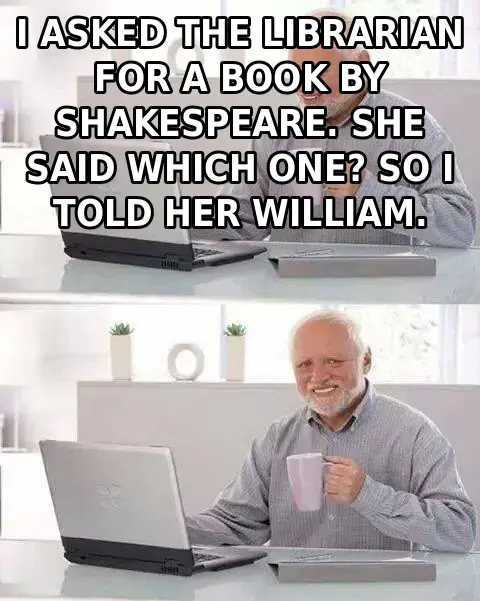 I ASKED THE LIBRARIAN
FOR A BOOK BY
SHAKESPEARE. SHE
SAID WHICH ONE? SO I
TOLD HER WILLIAM.